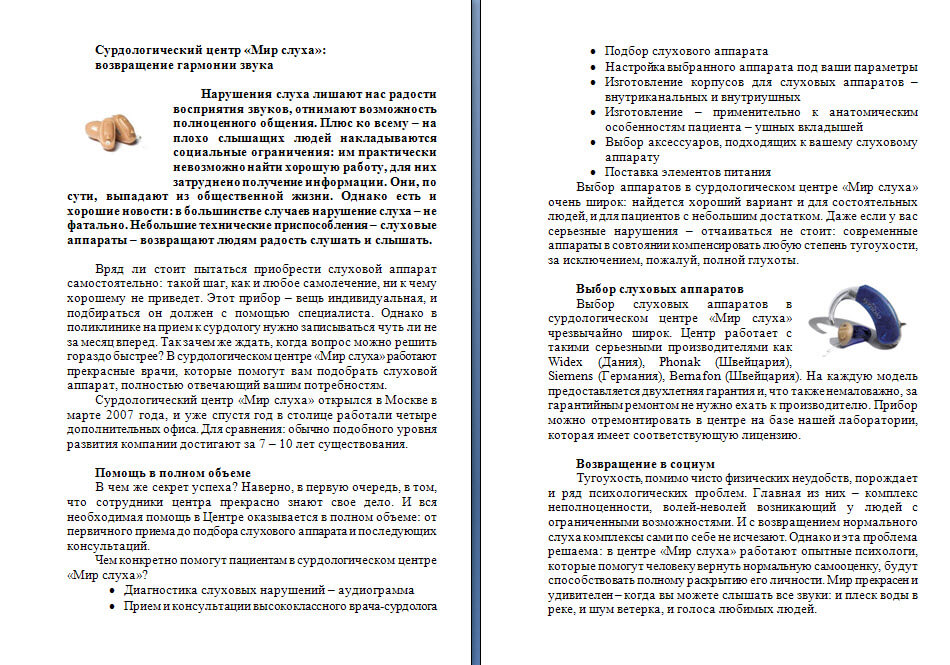 Сурдологический центр «Мир слуха»:
возвращение гармонии звука
Нарушения слуха лишают нас радости
восприятия звуков, отнимают возможность
полноценного общения. Плюс ко всему – на
плохо слышащих людей накладываются
социальные ограничения: им практически
невозможно найти хорошую работу, для них
затруднено получение информации. Они, по
сути, выпадают из общественной жизни. Однако есть и
хорошие новости: в большинстве случаев нарушение слуха – не
фатально. Небольшие технические приспособления – слуховые
аппараты – возвращают людям радость слушать и слышать.
Вряд ли стоит пытаться приобрести слуховой аппарат
самостоятельно: такой шаг, как и любое самолечение, ни к чему
хорошему не приведет. Этот прибор – вещь индивидуальная, и
подбираться он должен с помощью специалиста. Однако в
поликлинике на прием к сурдологу нужно записываться чуть ли не
за месяц вперед. Так зачем же ждать, когда вопрос можно решить
гораздо быстрее? В сурдологическом центре «Мир слуха» работают
прекрасные врачи, которые помогут вам подобрать слуховой
аппарат, полностью отвечающий вашим потребностям.
Сурдологический центр «Мир слуха» открылся в Москве в
марте 2007 года, и уже спустя год в столице работали четыре
дополнительных офиса. Для сравнения: обычно подобного уровня
развития компании достигают за 7 – 10 лет существования.
Помощь в полном объеме
В чем же секрет успеха? Наверно, в первую очередь, в том,
что сотрудники центра прекрасно знают свое дело. И вся
необходимая помощь в Центре оказывается в полном объеме: от
первичного приема до подбора слухового аппарата и последующих
консультаций.
Чем конкретно помогут пациентам в сурдологическом центре
«Мир слуха»?
• Диагностика слуховых нарушений – аудиограмма
• Прием и консультации высококлассного врача-сурдолога
• Подбор слухового аппарата
• Настройка выбранного аппарата под ваши параметры
• Изготовление корпусов для слуховых аппаратов –
внутриканальных и внутриушных
• Изготовление – применительно к анатомическим
особенностям пациента – ушных вкладышей
• Выбор аксессуаров, подходящих к вашему слуховому
аппарату
• Поставка элементов питания
Выбор аппаратов в сурдологическом центре «Мир слуха»
очень широк: найдется хороший вариант и для состоятельных
людей, и для пациентов с небольшим достатком. Даже если у вас
серьезные нарушения – отчаиваться не стоит: современные
аппараты в состоянии компенсировать любую степень тугоухости,
за исключением, пожалуй, полной глухоты.
Выбор слуховых аппаратов
Выбор слуховых аппаратов в
сурдологическом центре «Мир слуха»
чрезвычайно широк. Центр работает с
такими серьезными производителями как
Widex (Дания), Phonak (Швейцария),
Siemens (Германия), Bernafon (Швейцария). На каждую модель
предоставляется двухлетняя гарантия и, что также немаловажно, за
гарантийным ремонтом не нужно ехать к производителю. Прибор
можно отремонтировать в центре на базе нашей лаборатории,
которая имеет соответствующую лицензию.
Возвращение в социум
Тугоухость, помимо чисто физических неудобств, порождает
и ряд психологических проблем. Главная из них – комплекс
неполноценности, волей-неволей возникающий у людей с
ограниченными возможностями. И с возвращением нормального
слуха комплексы сами по себе не исчезают. Однако и эта проблема
решаема: в центре «Мир слуха» работают опытные психологи,
которые помогут человеку вернуть нормальную самооценку, будут
способствовать полному раскрытию его личности. Мир прекрасен и
удивителен – когда вы можете слышать все звуки: и плеск воды в
реке, и шум ветерка, и голоса любимых людей.